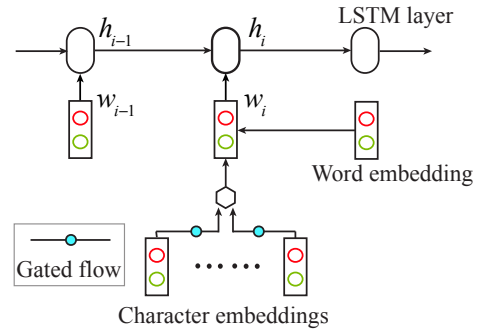 LSTM layer
h_{i-1}
h_i
w_{i-1}
w_i
Word embedding
Gated flow
Character embeddings